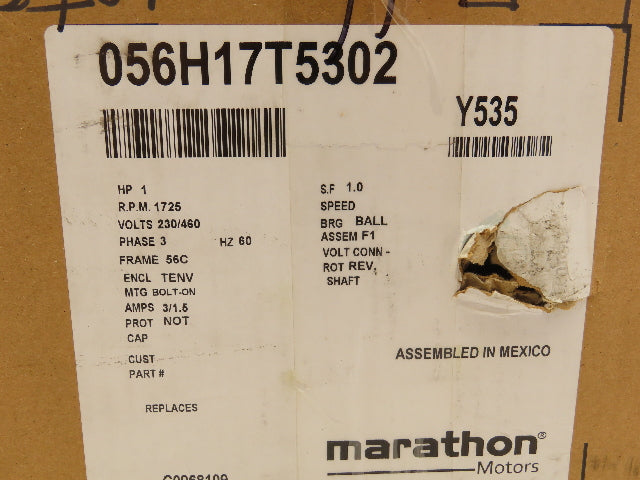 056H17T5302
Y535
HP 1
R.P.M. 1725
VOLTS 230/460
PHASE 3 HZ 60
FRAME 56C
ENCL TENV
MTG BOLT-ON
AMPS 3/1.5
PROT NOT
CAP
CUST
PART #
REPLACES
S.F 1.0
SPEED
BRG BALL
ASSEM F1
VOLT CONN -
ROT REV.
SHAFT
ASSEMBLED IN MEXICO
marathon®
Motors